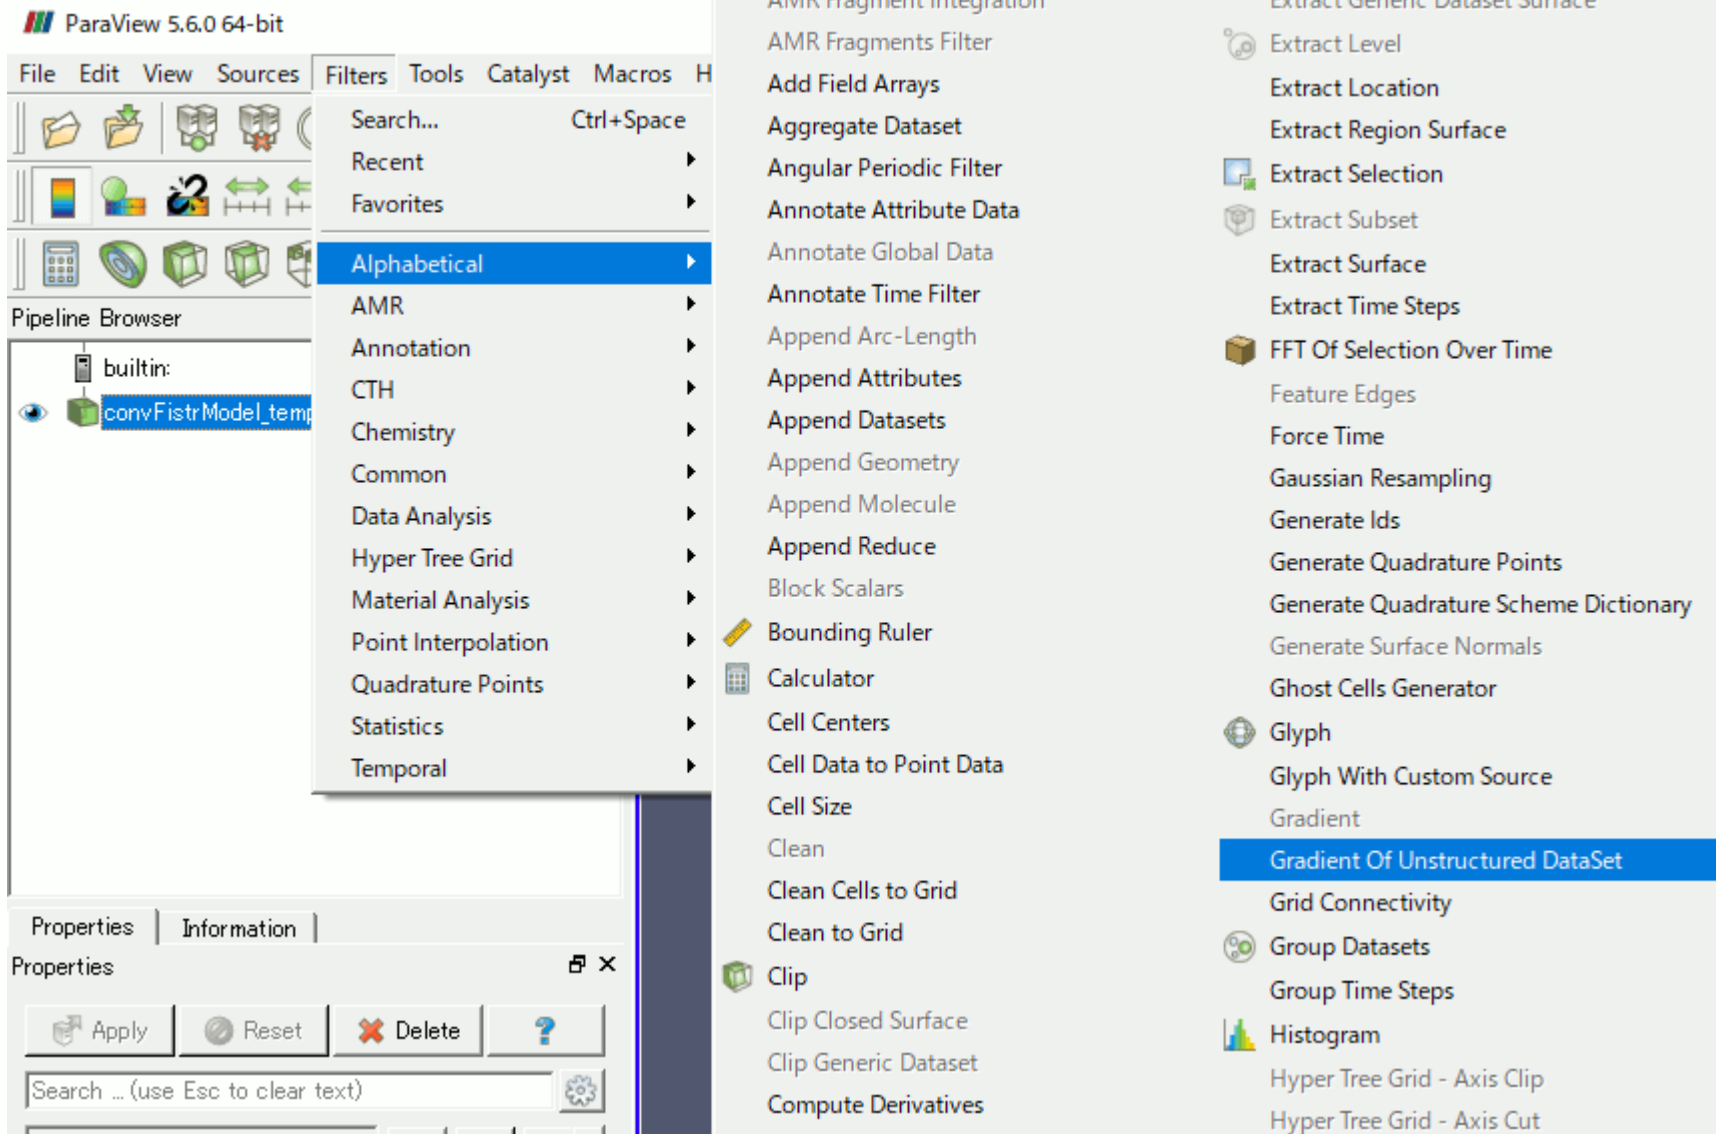 ParaView 5.6.0 64-bit
File Edit View Sources Filters Tools Catalyst Macros H
Search... Ctrl+Space
Recent
Favorites
Alphabetical
AMR
Annotation
CTH
Chemistry
Common
Data Analysis
Hyper Tree Grid
Material Analysis
Point Interpolation
Quadrature Points
Statistics
Temporal
Pipeline Browser
builtin:
convFistrModel_temp
Properties Information
Properties
Apply Reset Delete ?
Search ... (use Esc to clear text)
AMR Fragment Integration
AMR Fragments Filter
Add Field Arrays
Aggregate Dataset
Angular Periodic Filter
Annotate Attribute Data
Annotate Global Data
Annotate Time Filter
Append Arc-Length
Append Attributes
Append Datasets
Append Geometry
Append Molecule
Append Reduce
Block Scalars
Bounding Ruler
Calculator
Cell Centers
Cell Data to Point Data
Cell Size
Clean
Clean Cells to Grid
Clean to Grid
Clip
Clip Closed Surface
Clip Generic Dataset
Compute Derivatives
Extract Generic Dataset Surface
Extract Level
Extract Location
Extract Region Surface
Extract Selection
Extract Subset
Extract Surface
Extract Time Steps
FFT Of Selection Over Time
Feature Edges
Force Time
Gaussian Resampling
Generate Ids
Generate Quadrature Points
Generate Quadrature Scheme Dictionary
Generate Surface Normals
Ghost Cells Generator
Glyph
Glyph With Custom Source
Gradient
Gradient Of Unstructured DataSet
Grid Connectivity
Group Datasets
Group Time Steps
Histogram
Hyper Tree Grid - Axis Clip
Hyper Tree Grid - Axis Cut